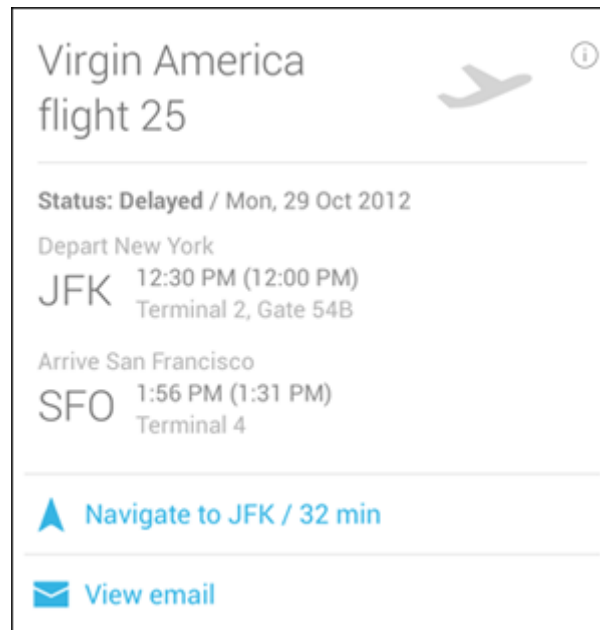 Virgin America
flight 25
Status: Delayed / Mon, 29 Oct 2012
Depart New York
JFK 12:30 PM (12:00 PM)
Terminal 2, Gate 54B
Arrive San Francisco
SFO 1:56 PM (1:31 PM)
Terminal 4
Navigate to JFK / 32 min
View email